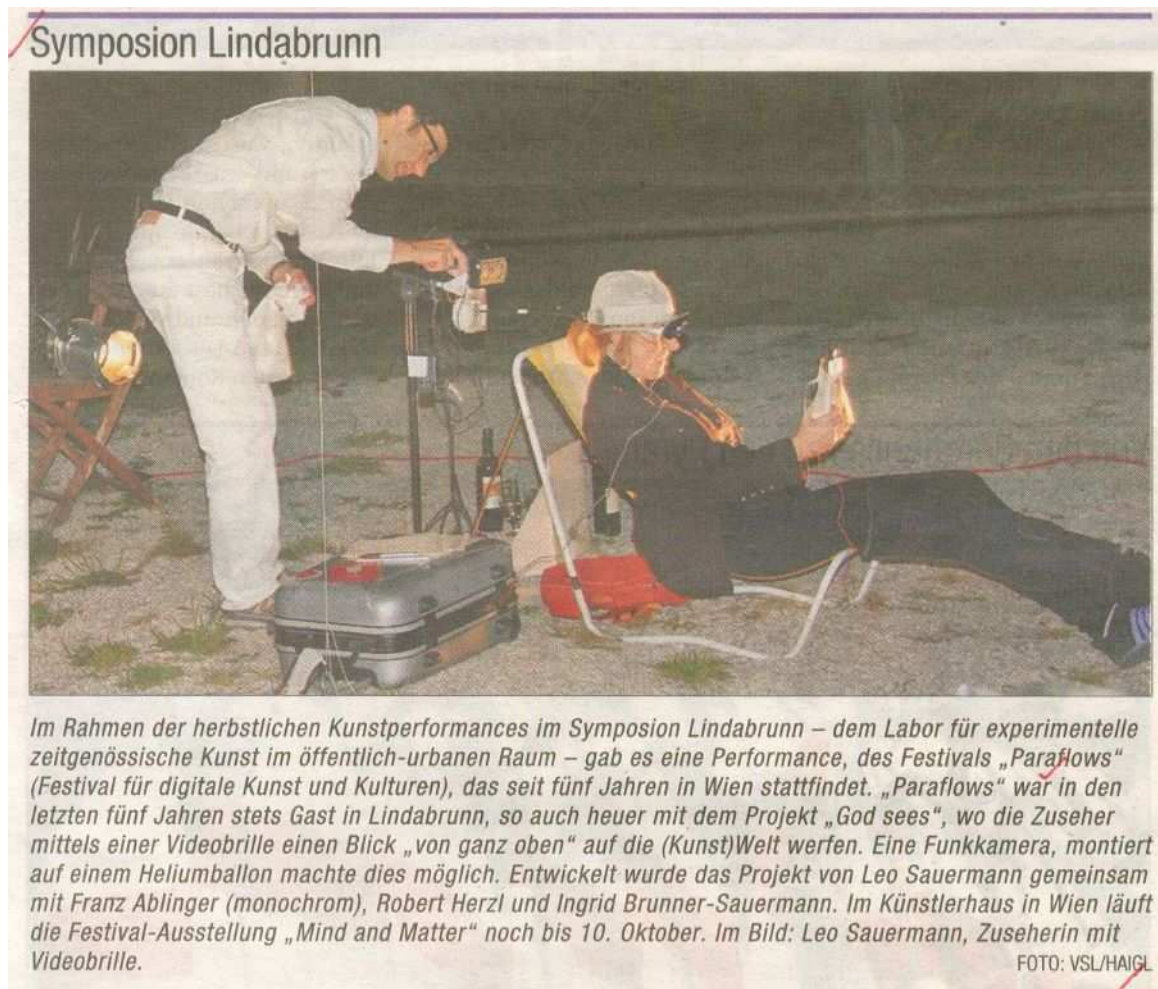 Symposion Lindabrunn
Im Rahmen der herbstlichen Kunstperformances im Symposion Lindabrunn – dem Labor für experimentelle
zeitgenössische Kunst im öffentlich-urbanen Raum – gab es eine Performance, des Festivals „Paraflows“
(Festival für digitale Kunst und Kulturen), das seit fünf Jahren in Wien stattfindet. „Paraflows“ war in den
letzten fünf Jahren stets Gast in Lindabrunn, so auch heuer mit dem Projekt „God sees“, wo die Zuseher
mittels einer Videobrille einen Blick „von ganz oben“ auf die (Kunst)Welt werfen. Eine Funkkamera, montiert
auf einem Heliumballon machte dies möglich. Entwickelt wurde das Projekt von Leo Sauermann gemeinsam
mit Franz Ablinger (monochrom), Robert Herzl und Ingrid Brunner-Sauermann. Im Künstlerhaus in Wien läuft
die Festival-Ausstellung „Mind and Matter“ noch bis 10. Oktober. Im Bild: Leo Sauermann, Zuseherin mit
Videobrille.
FOTO: VSL/HAIGL